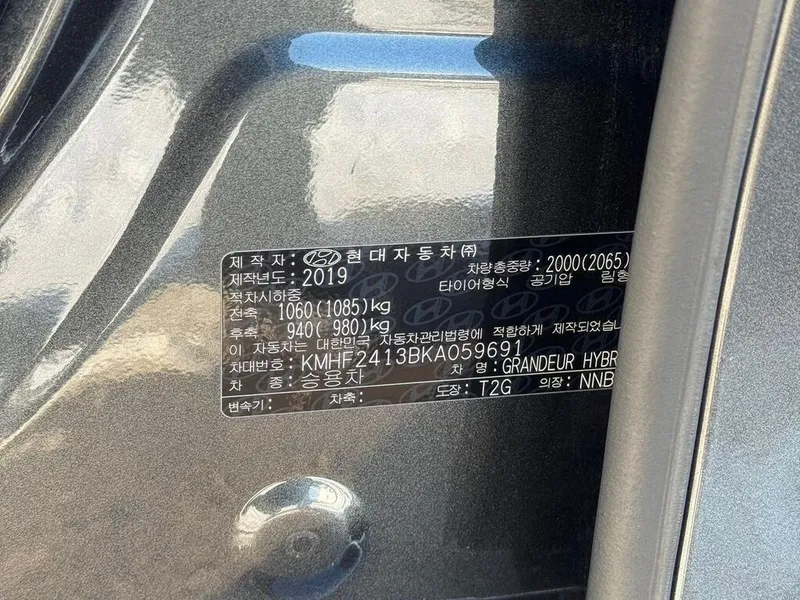 제 작 자 : 현대자동차(주)
제작년도 : 2019 차량총중량 : 2000(2065)
적차시하중 타이어형식 공기압 림형
전축 1060(1085)kg
후축 940( 980)kg
이 자동차는 대한민국 자동차관리법령에 적합하게 제작되었습니
차대번호 : KMHF2413BKA059691
차 종 : 승용차 차 명 : GRANDEUR HYBR
변속기 : 차축 : 도장 : T2G 의장 : NNB